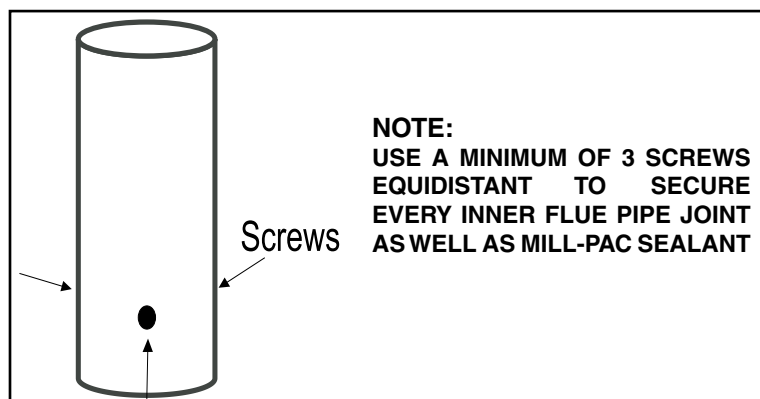 Screws
NOTE:
USE A MINIMUM OF 3 SCREWS
EQUIDISTANT TO SECURE
EVERY INNER FLUE PIPE JOINT
AS WELL AS MILL-PAC SEALANT